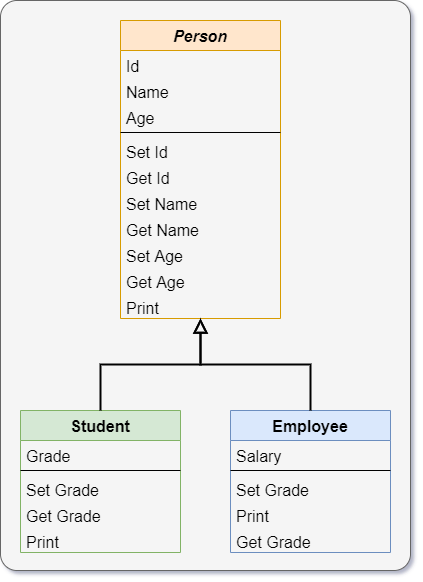 Person
Id
Name
Age
Set Id
Get Id
Set Name
Get Name
Set Age
Get Age
Print
Student
Grade
Set Grade
Get Grade
Print
Employee
Salary
Set Grade
Print
Get Grade